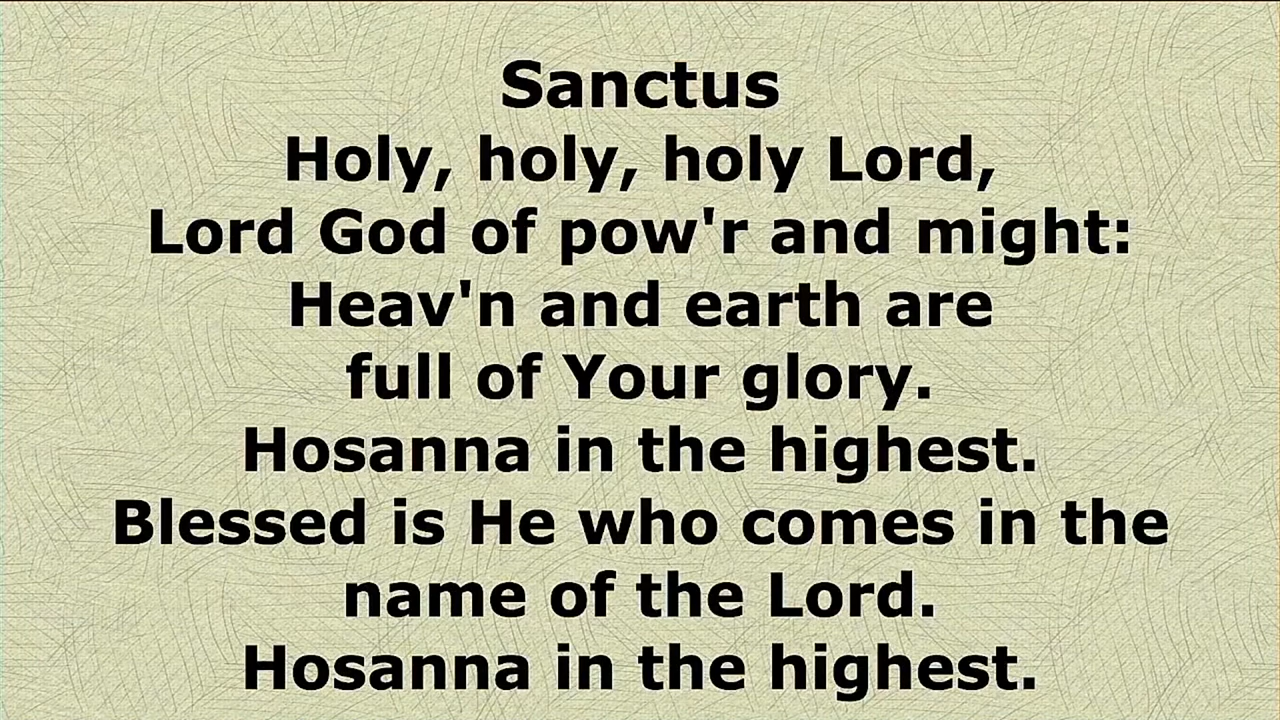 Sanctus
Holy, holy, holy Lord,
Lord God of pow'r and might:
Heav'n and earth are
full of Your glory.
Hosanna in the highest.
Blessed is He who comes in the
name of the Lord.
Hosanna in the highest.